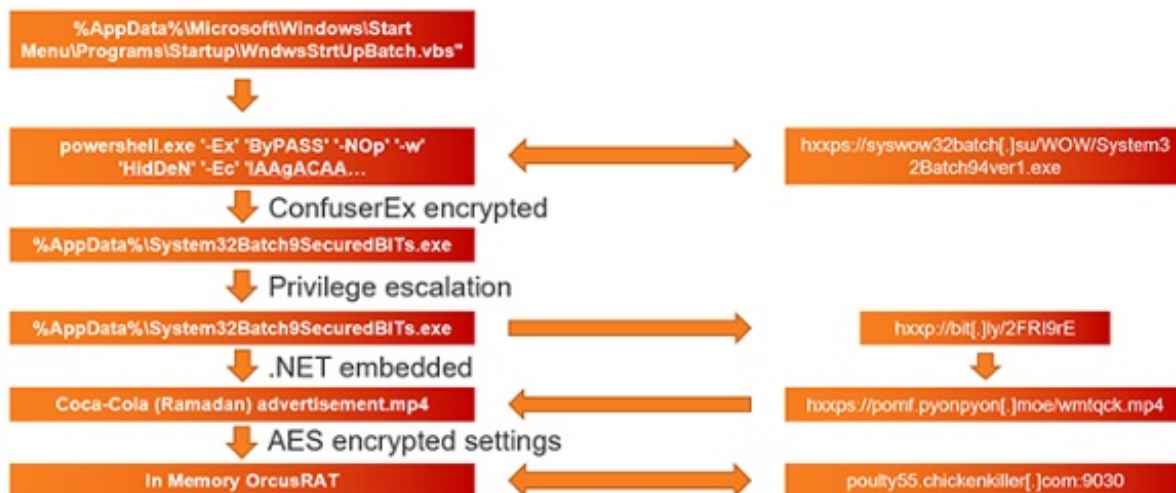 %AppData%\Microsoft\Windows\Start
Menu\Programs\Startup\WndwsStrtUpBatch.vbs"
powershell.exe '-Ex' 'ByPASS' '-NOp' '-w'
'HidDeN' '-Ec' 'IAAgACAA...
hxxps://syswow32batch[.]su/WOW/System3
2Batch94ver1.exe
ConfuserEx encrypted
%AppData%\System32Batch9SecuredBITs.exe
Privilege escalation
%AppData%\System32Batch9SecuredBITs.exe
hxxp://bit[.]ly/2FRI9rE
.NET embedded
Coca-Cola (Ramadan) advertisement.mp4
hxxps://pomf.pyonpyon[.]moe/wmtqck.mp4
AES encrypted settings
In Memory OrcusRAT
poulty55.chickenkiller[.]com:9030